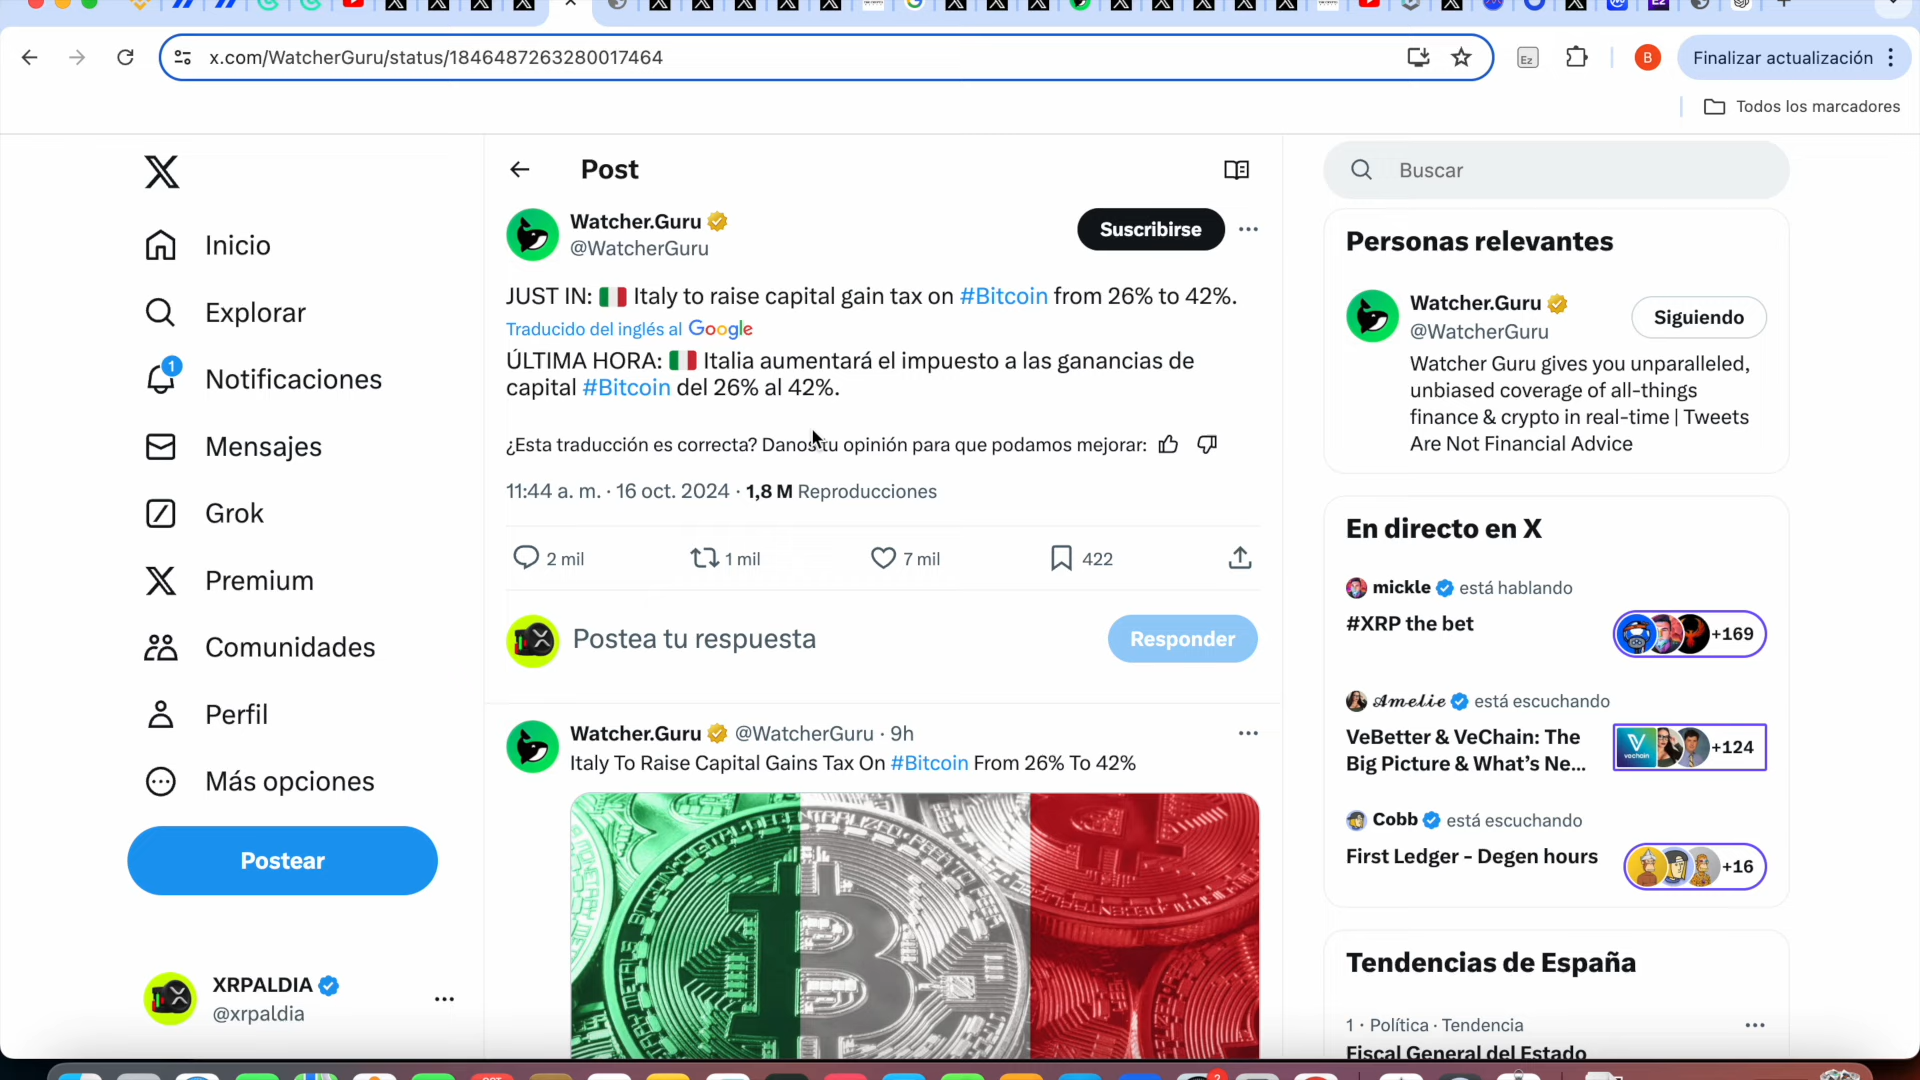 x.com/WatcherGuru/status/1846487263280017464
Ez
B
Finalizar actualización
Todos los marcadores
Inicio
Explorar
1
Notificaciones
Mensajes
Grok
Premium
Comunidades
Perfil
Más opciones
Postear
XRPALDIA
@xrpaldia
Post
Watcher.Guru
@WatcherGuru
Suscribirse
JUST IN: 🇮🇹 Italy to raise capital gain tax on #Bitcoin from 26% to 42%.
Traducido del inglés al Google
ÚLTIMA HORA: 🇮🇹 Italia aumentará el impuesto a las ganancias de
capital #Bitcoin del 26% al 42%.
¿Esta traducción es correcta? Danos tu opinión para que podamos mejorar:
11:44 a. m. · 16 oct. 2024 · 1,8 M Reproducciones
2 mil
1 mil
7 mil
422
Postea tu respuesta
Responder
Watcher.Guru @WatcherGuru · 9h
Italy To Raise Capital Gains Tax On #Bitcoin From 26% To 42%
Buscar
Personas relevantes
Watcher.Guru
@WatcherGuru
Siguiendo
Watcher Guru gives you unparalleled,
unbiased coverage of all-things
finance & crypto in real-time | Tweets
Are Not Financial Advice
En directo en X
mickle está hablando
#XRP the bet
+169
Amelie está escuchando
VeBetter & VeChain: The
Big Picture & What's Ne...
vechain
+124
Cobb está escuchando
First Ledger - Degen hours
+16
Tendencias de España
1 · Política · Tendencia
Fiscal General del Estado